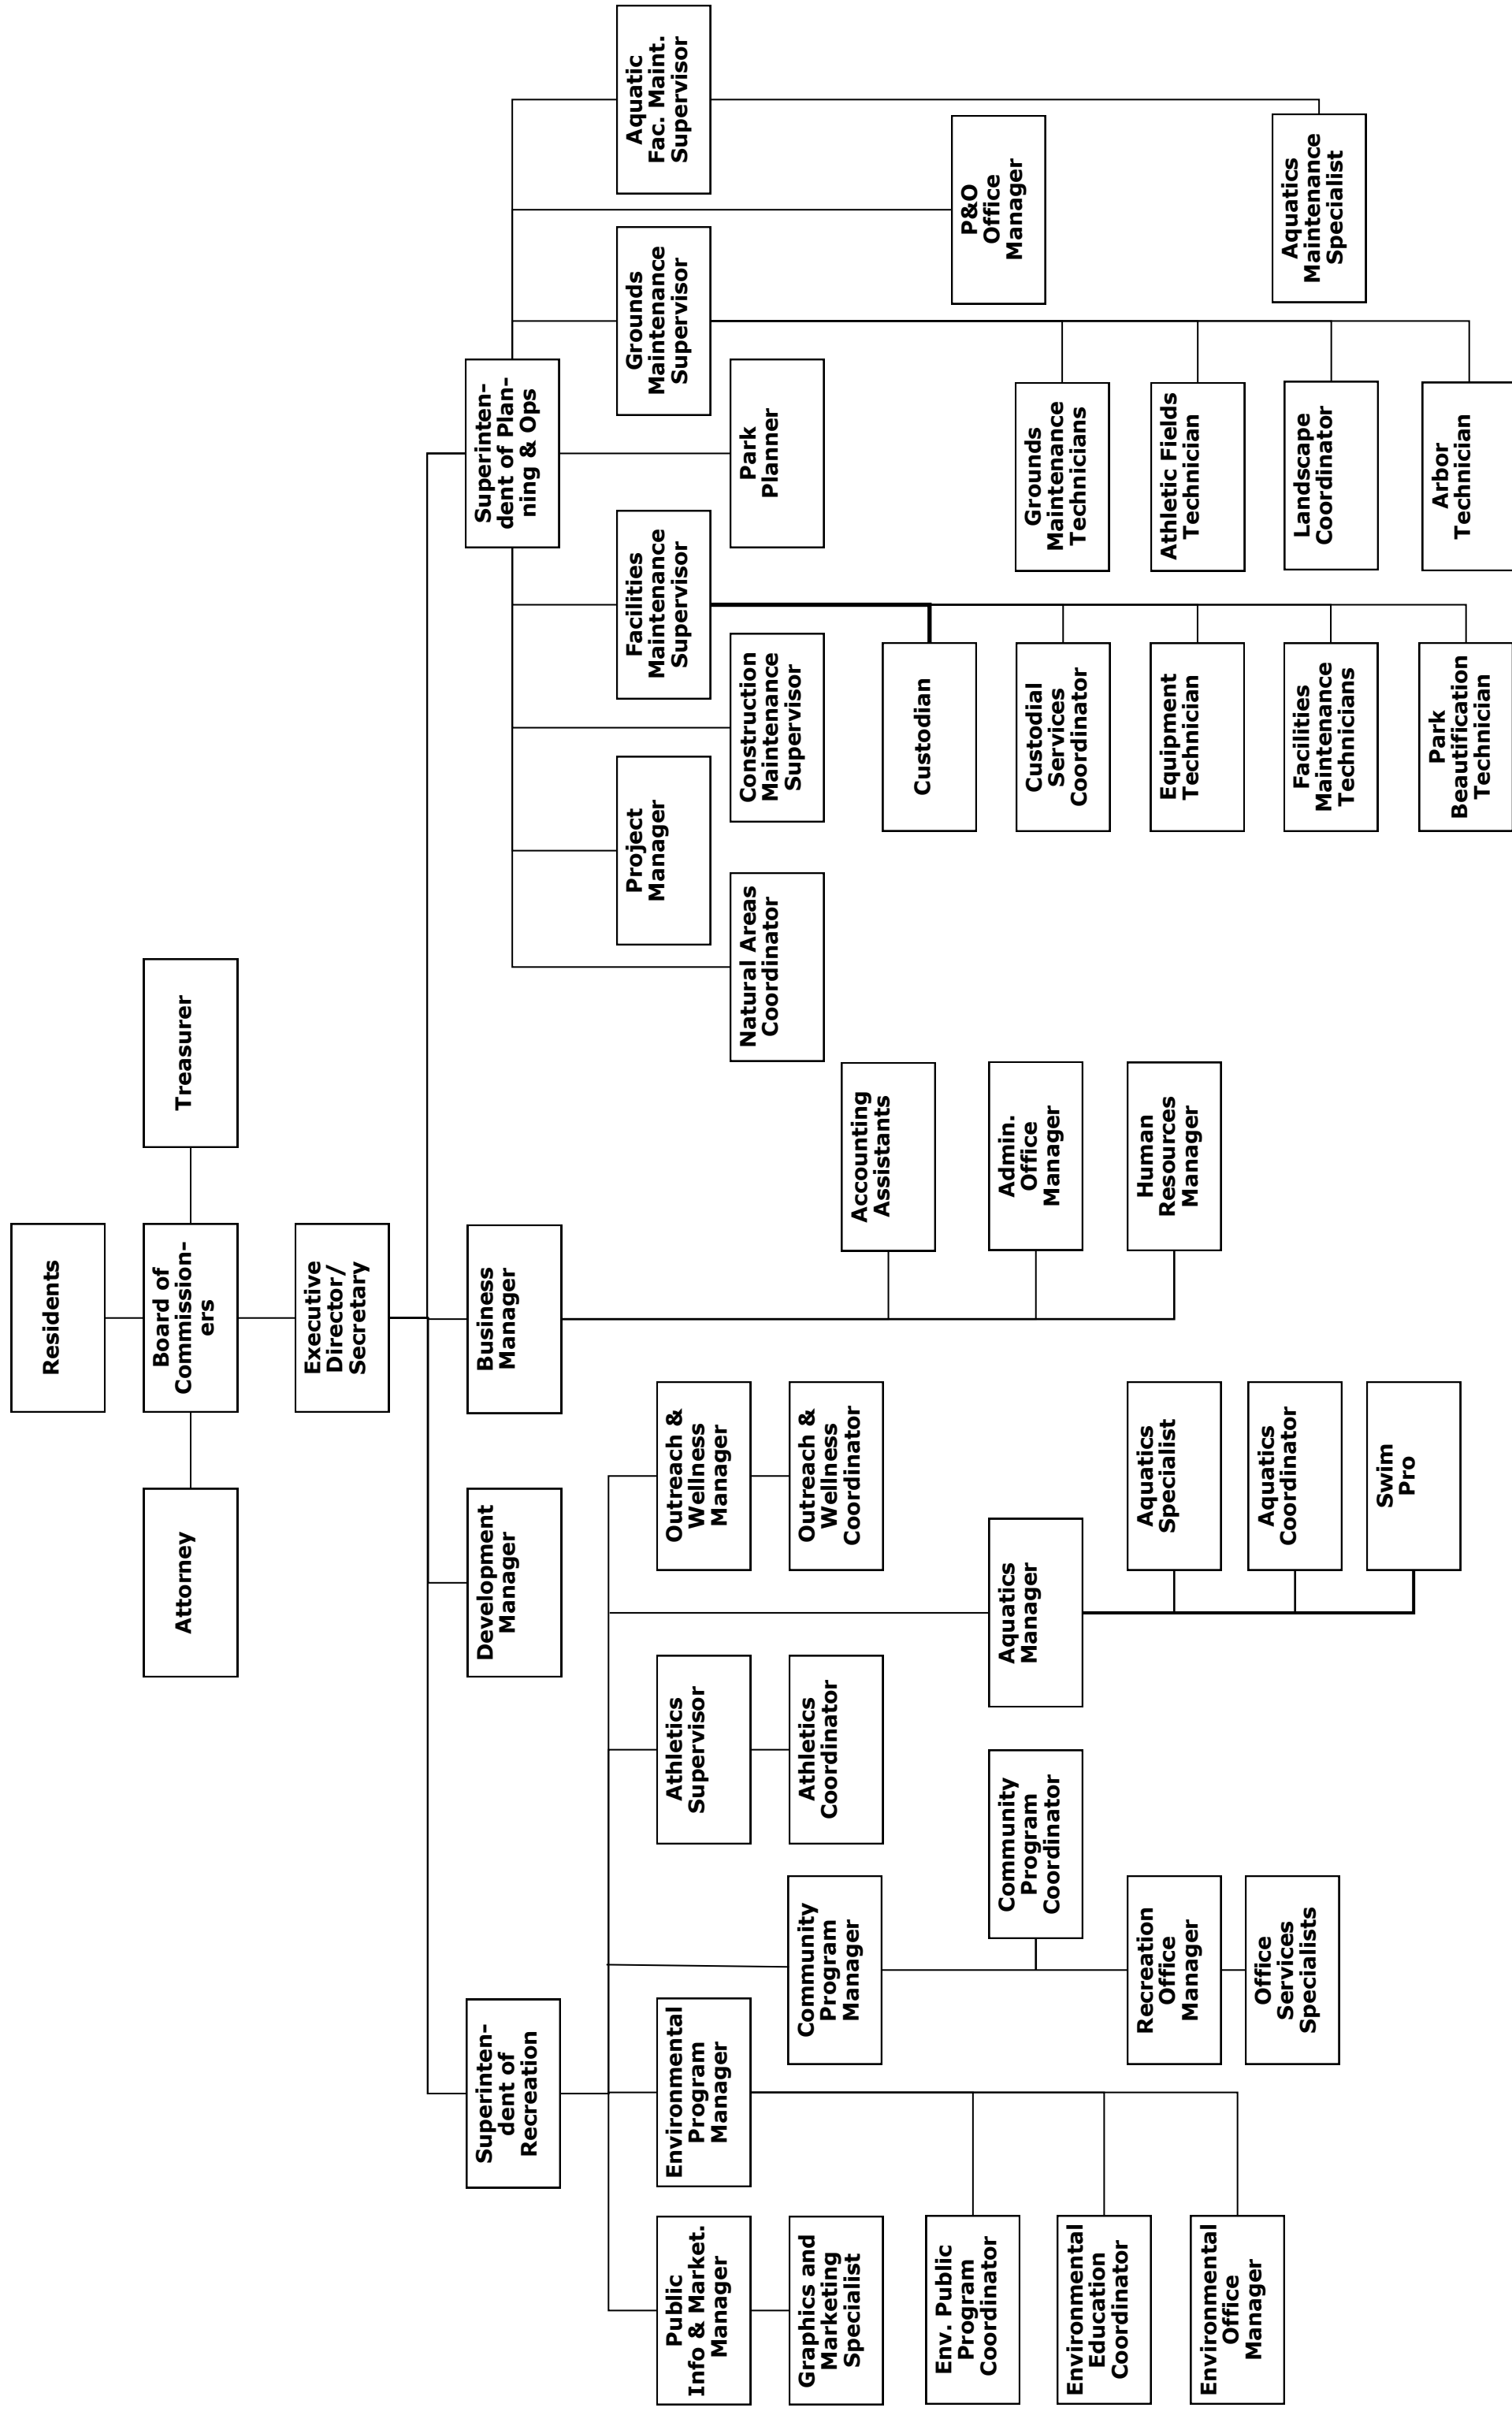 Residents
Attorney
Board of
Commission-
ers
Treasurer
Executive
Director/
Secretary
Superinten-
dent of
Recreation
Development
Manager
Business
Manager
Superinten-
dent of Plan-
ning & Ops
Public
Info & Market.
Manager
Environmental
Program
Manager
Athletics
Supervisor
Outreach &
Wellness
Manager
Project
Manager
Facilities
Maintenance
Supervisor
Grounds
Maintenance
Supervisor
Aquatic
Fac. Maint.
Supervisor
Graphics and
Marketing
Specialist
Community
Program
Manager
Athletics
Coordinator
Outreach &
Wellness
Coordinator
Natural Areas
Coordinator
Construction
Maintenance
Supervisor
Park
Planner
Accounting
Assistants
Custodian
P&O
Office
Manager
Env. Public
Program
Coordinator
Community
Program
Coordinator
Aquatics
Manager
Admin.
Office
Manager
Custodial
Services
Coordinator
Grounds
Maintenance
Technicians
Environmental
Education
Coordinator
Recreation
Office
Manager
Aquatics
Specialist
Human
Resources
Manager
Equipment
Technician
Athletic Fields
Technician
Environmental
Office
Manager
Office
Services
Specialists
Aquatics
Coordinator
Facilities
Maintenance
Technicians
Landscape
Coordinator
Aquatics
Maintenance
Specialist
Swim
Pro
Park
Beautification
Technician
Arbor
Technician